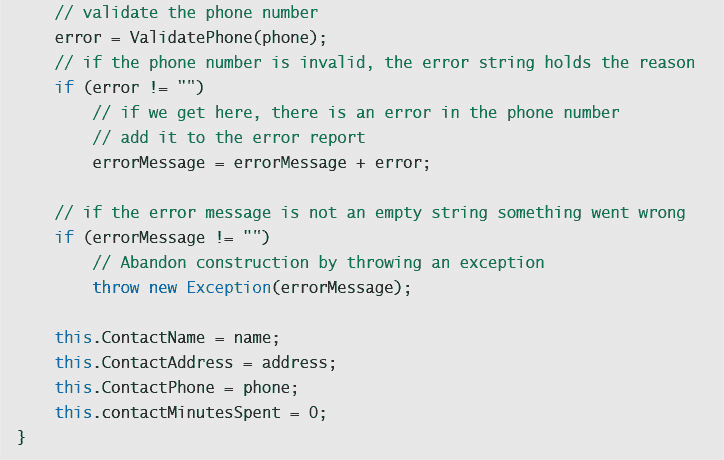 // validate the phone number
error = ValidatePhone(phone);
// if the phone number is invalid, the error string holds the reason
if (error != "")
// if we get here, there is an error in the phone number
// add it to the error report
errorMessage = errorMessage + error;
// if the error message is not an empty string something went wrong
if (errorMessage != "")
// Abandon construction by throwing an exception
throw new Exception(errorMessage);
this.ContactName = name;
this.ContactAddress = address;
this.ContactPhone = phone;
this.contactMinutesSpent = 0;
}